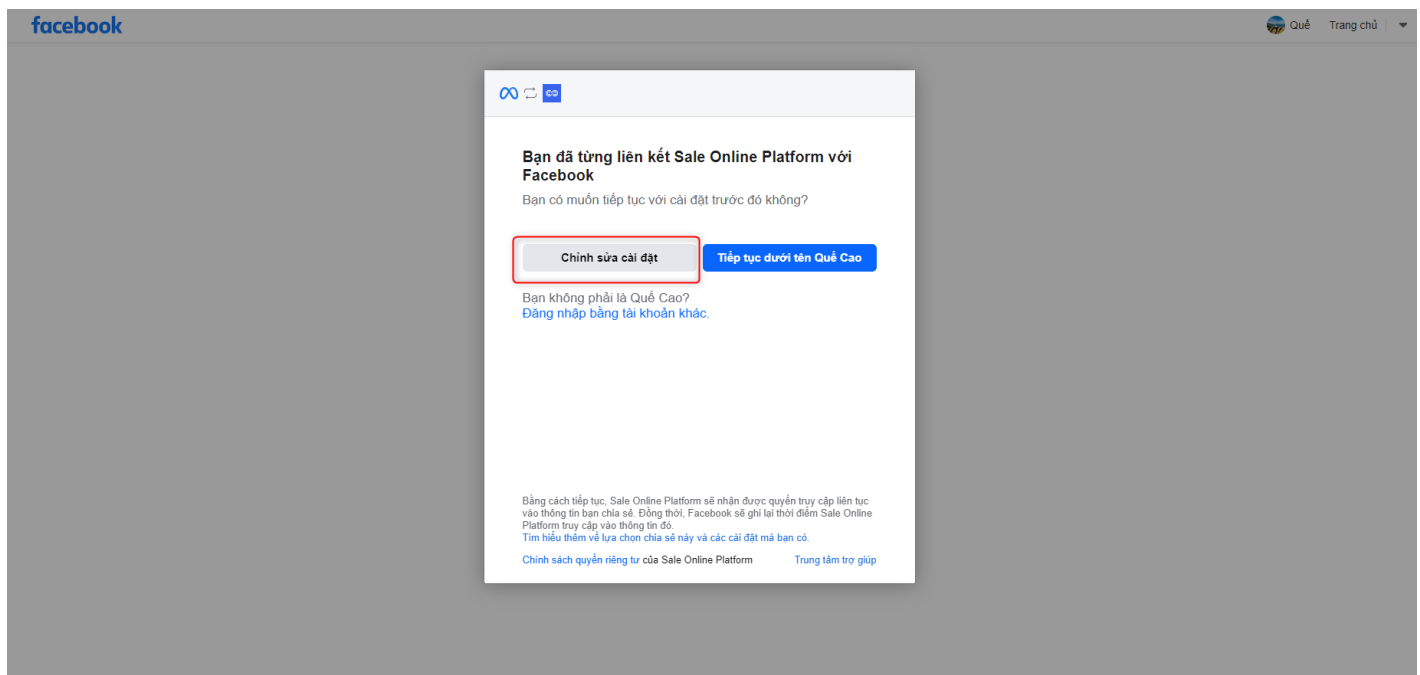 facebook
Quế Trang chủ
Bạn đã từng liên kết Sale Online Platform với
Facebook
Bạn có muốn tiếp tục với cài đặt trước đó không?
Chỉnh sửa cài đặt
Tiếp tục dưới tên Quế Cao
Bạn không phải là Quế Cao?
Đăng nhập bằng tài khoản khác.
Bằng cách tiếp tục, Sale Online Platform sẽ nhận được quyền truy cập liên tục
vào thông tin bạn chia sẻ. Đồng thời, Facebook sẽ ghi lại thời điểm Sale Online
Platform truy cập vào thông tin đó.
Tìm hiểu thêm về lựa chọn chia sẻ này và các cài đặt mà bạn có.
Chính sách quyền riêng tư của Sale Online Platform
Trung tâm trợ giúp